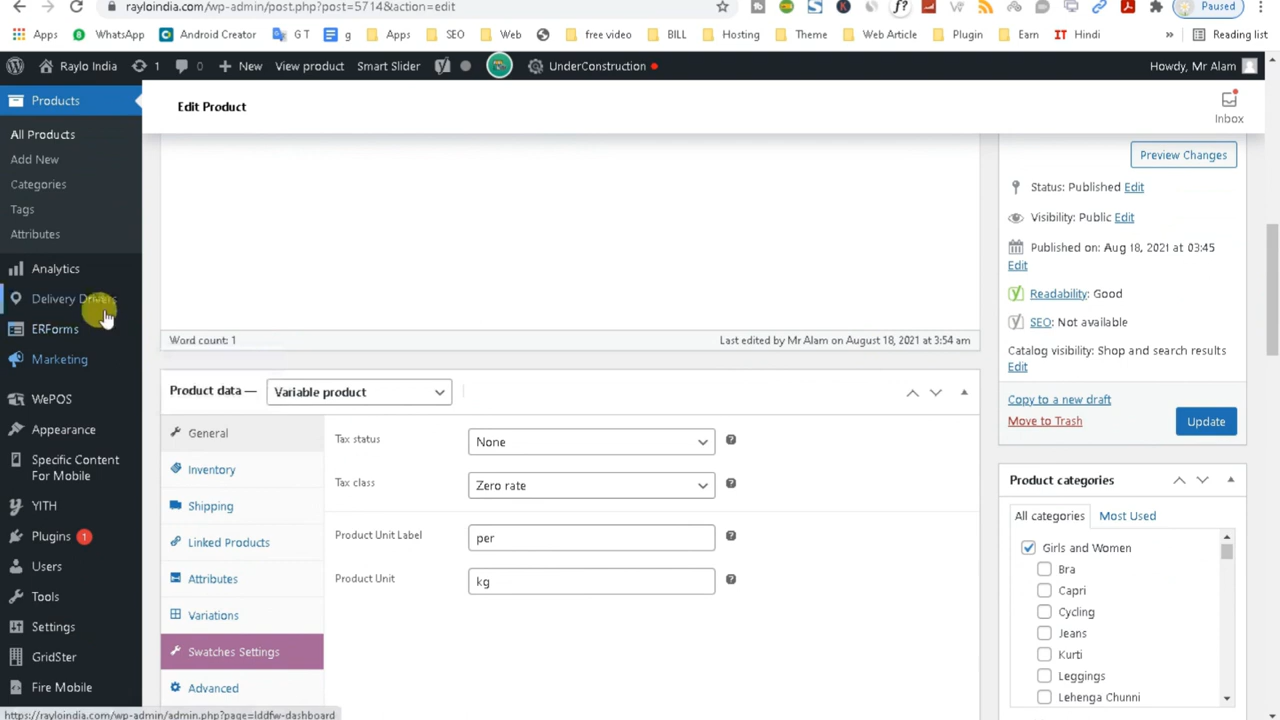 rayloindia.com/wp-admin/post.php?post=5714&action=edit
Paused
Apps WhatsApp Android Creator G T g Apps SEO Web free video BILL Hosting Theme Web Article Plugin Earn IT Hindi » Reading list
Raylo India 1 0 New View product Smart Slider UnderConstruction Howdy, Mr Alam
Products
All Products
Add New
Categories
Tags
Attributes
Analytics
Delivery Drivers
ERForms
Marketing
WePOS
Appearance
Specific Content
For Mobile
YITH
Plugins 1
Users
Tools
Settings
GridSter
Fire Mobile
https://rayloindia.com/wp-admin/admin.php?page=lddfw-dashboard
Edit Product
Inbox
Word count: 1 Last edited by Mr Alam on August 18, 2021 at 3:54 am
Product data — Variable product
General
Inventory
Shipping
Linked Products
Attributes
Variations
Swatches Settings
Advanced
Tax status None ?
Tax class Zero rate ?
Product Unit Label per ?
Product Unit kg ?
Preview Changes
Status: Published Edit
Visibility: Public Edit
Published on: Aug 18, 2021 at 03:45
Edit
Readability: Good
SEO: Not available
Catalog visibility: Shop and search results
Edit
Copy to a new draft
Move to Trash Update
Product categories
All categories Most Used
Girls and Women
Bra
Capri
Cycling
Jeans
Kurti
Leggings
Lehenga Chunni